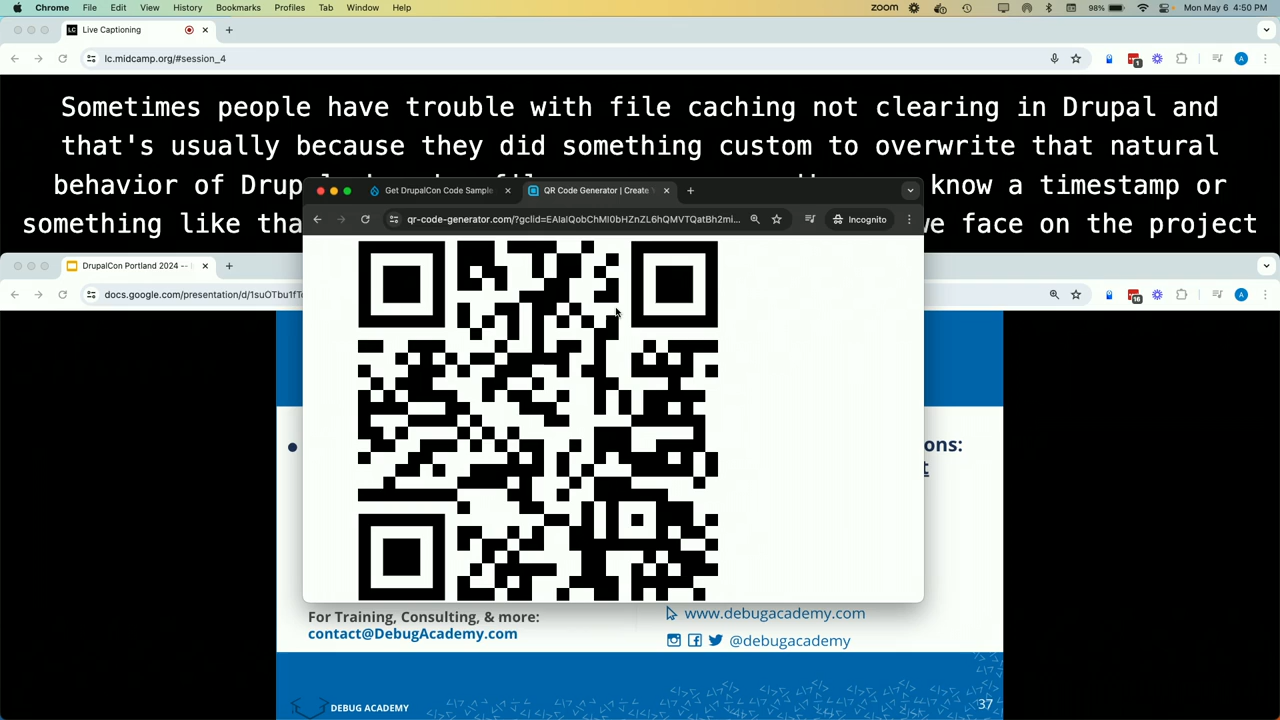 Chrome File Edit View History Bookmarks Profiles Tab Window Help zoom 98% Mon May 6 4:50 PM
LC Live Captioning
lc.midcamp.org/#session_4 1 A
Sometimes people have trouble with file caching not clearing in Drupal and
that's usually because they did something custom to overwrite that natural
behavior of know a timestamp or
something like we face on the project
Get DrupalCon Code Sample QR Code Generator | Create
qr-code-generator.com/?gclid=EAIaIQobChMI0bHZnZL6hQMVTQatBh2mi... Incognito
DrupalCon Portland 2024 --
docs.google.com/presentation/d/1suOTbu1fT 16 A
ons:
t
For Training, Consulting, & more:
contact@DebugAcademy.com
www.debugacademy.com
@debugacademy
DEBUG ACADEMY
37